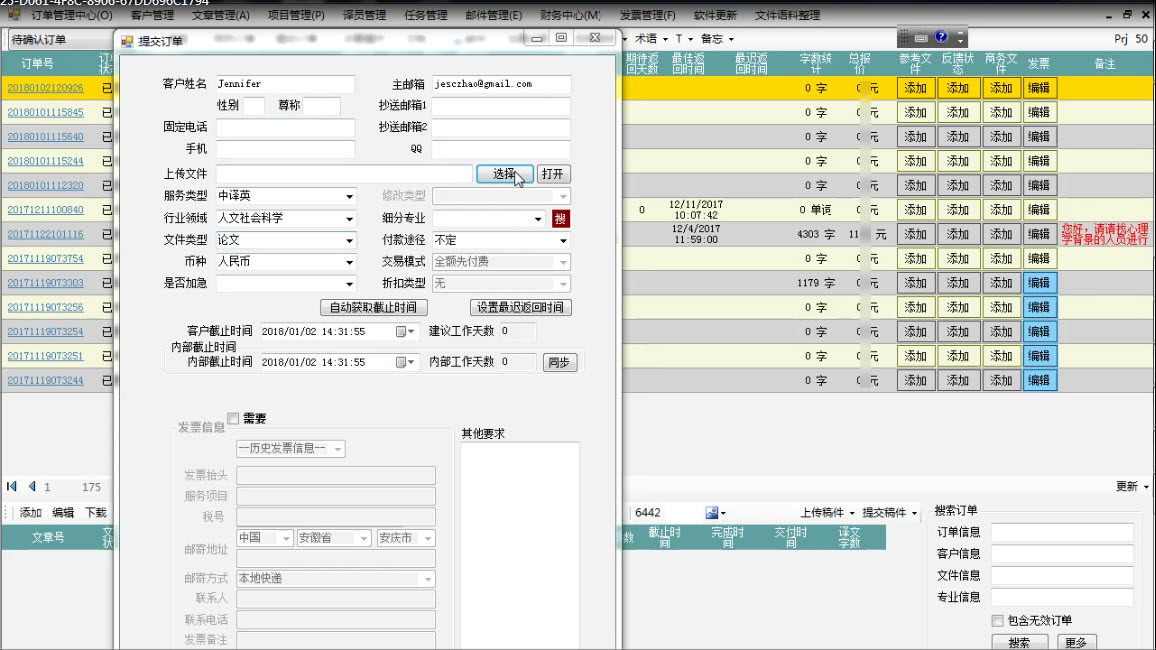 25-D061-4F8C-8906-67DD696C1794
订单管理中心(O) 客户管理 文章管理(A) 项目管理(P) 译员管理 任务管理 邮件管理(E) 财务中心(M) 发票管理(F) 软件更新 文件语料整理
待确认订单 提交订单 术语 T 备忘 Prj 50
订单号 期待返回天数 最佳返回时间 最迟返回时间 字数统计 总报价 参考文件 反馈状态 商务文件 发票 备注
20180102120926 已 0 字 元 添加 添加 添加 编辑
20180101115845 已 0 字 元 添加 添加 添加 编辑
20180101115640 已 0 字 元 添加 添加 添加 编辑
20180101115244 已 0 字 元 添加 添加 添加 编辑
20180101112320 已 0 字 元 添加 添加 添加 编辑
20171211100840 已 0 12/11/2017 10:07:42 0 单词 元 添加 添加 添加 编辑
20171122101116 已 12/4/2017 11:59:00 4303 字 11 元 添加 添加 添加 编辑 您好，请请找心理学背景的人员进行
20171119073754 已 0 字 元 添加 添加 添加 编辑
20171119073303 已 1179 字 元 添加 添加 添加 编辑
20171119073256 已 0 字 元 添加 添加 添加 编辑
20171119073254 已 0 字 元 添加 添加 添加 编辑
20171119073251 已 0 字 元 添加 添加 添加 编辑
20171119073244 已 0 字 元 添加 添加 添加 编辑
客户姓名 Jennifer 主邮箱 jesczhao@gmail.com
性别 尊称 抄送邮箱1
固定电话 抄送邮箱2
手机 QQ
上传文件 选择 打开
服务类型 中译英 修改类型
行业领域 人文社会科学 细分专业 搜
文件类型 论文 付款途径 不定
币种 人民币 交易模式 全额先付费
是否加急 折扣类型 无
自动获取截止时间 设置最迟返回时间
客户截止时间 2018/01/02 14:31:55 建议工作天数 0
内部截止时间
内部截止时间 2018/01/02 14:31:55 内部工作天数 0 同步
需要
发票信息 其他要求
--历史发票信息--
发票抬头
服务项目
税号
中国 安徽省 安庆市
邮寄地址
邮寄方式 本地快递
联系人
联系电话
发票备注
1 175 更新
添加 编辑 下载 6442 上传稿件 提交稿件
文章号 数 截止时间 完成时间 交付时间 译文字数
搜索订单
订单信息
客户信息
文件信息
专业信息
包含无效订单
搜索 更多